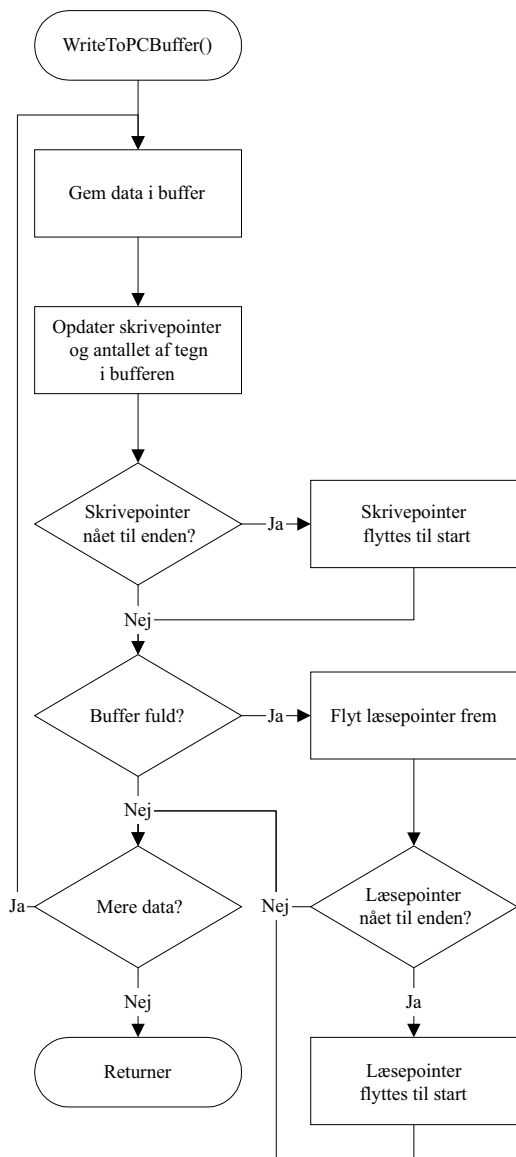 WriteToPCBuffer()
Gem data i buffer
Opdater skrivepointer
og antallet af tegn
i bufferen
Skrivepointer
nået til enden?
Ja
Skrivepointer
flyttes til start
Nej
Buffer fuld?
Ja
Flyt læsepointer frem
Nej
Ja
Mere data?
Nej
Læsepointer
nået til enden?
Nej
Ja
Returner
Læsepointer
flyttes til start